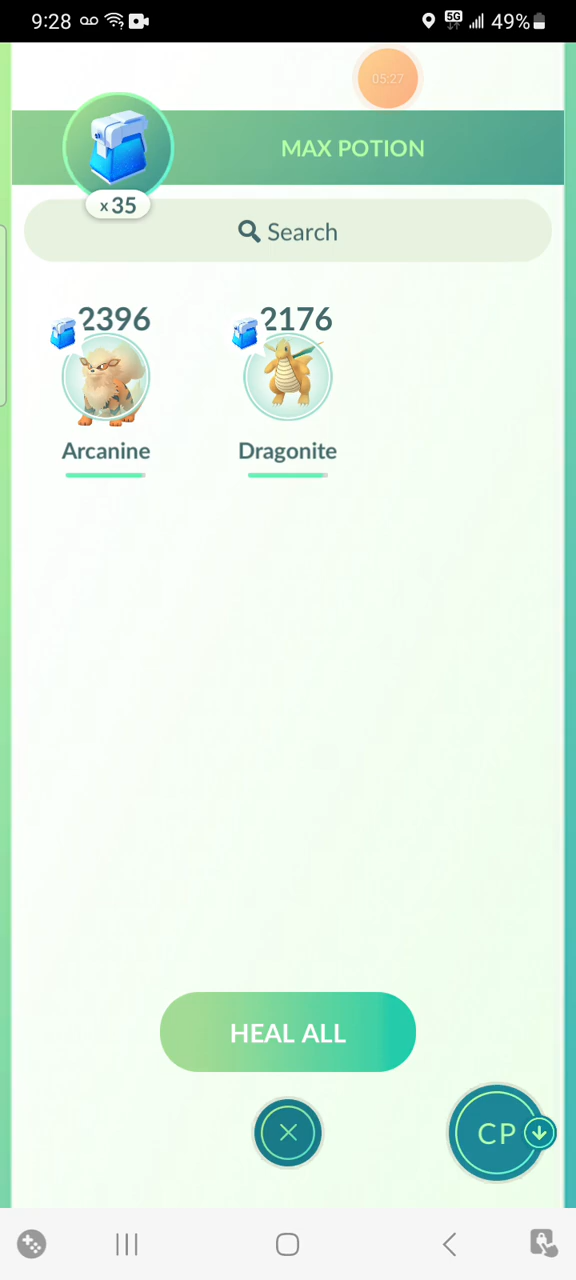 9:28 5G 49%
05:27
MAX POTION
×35
Search
2396 2176
Arcanine Dragonite
HEAL ALL
CP